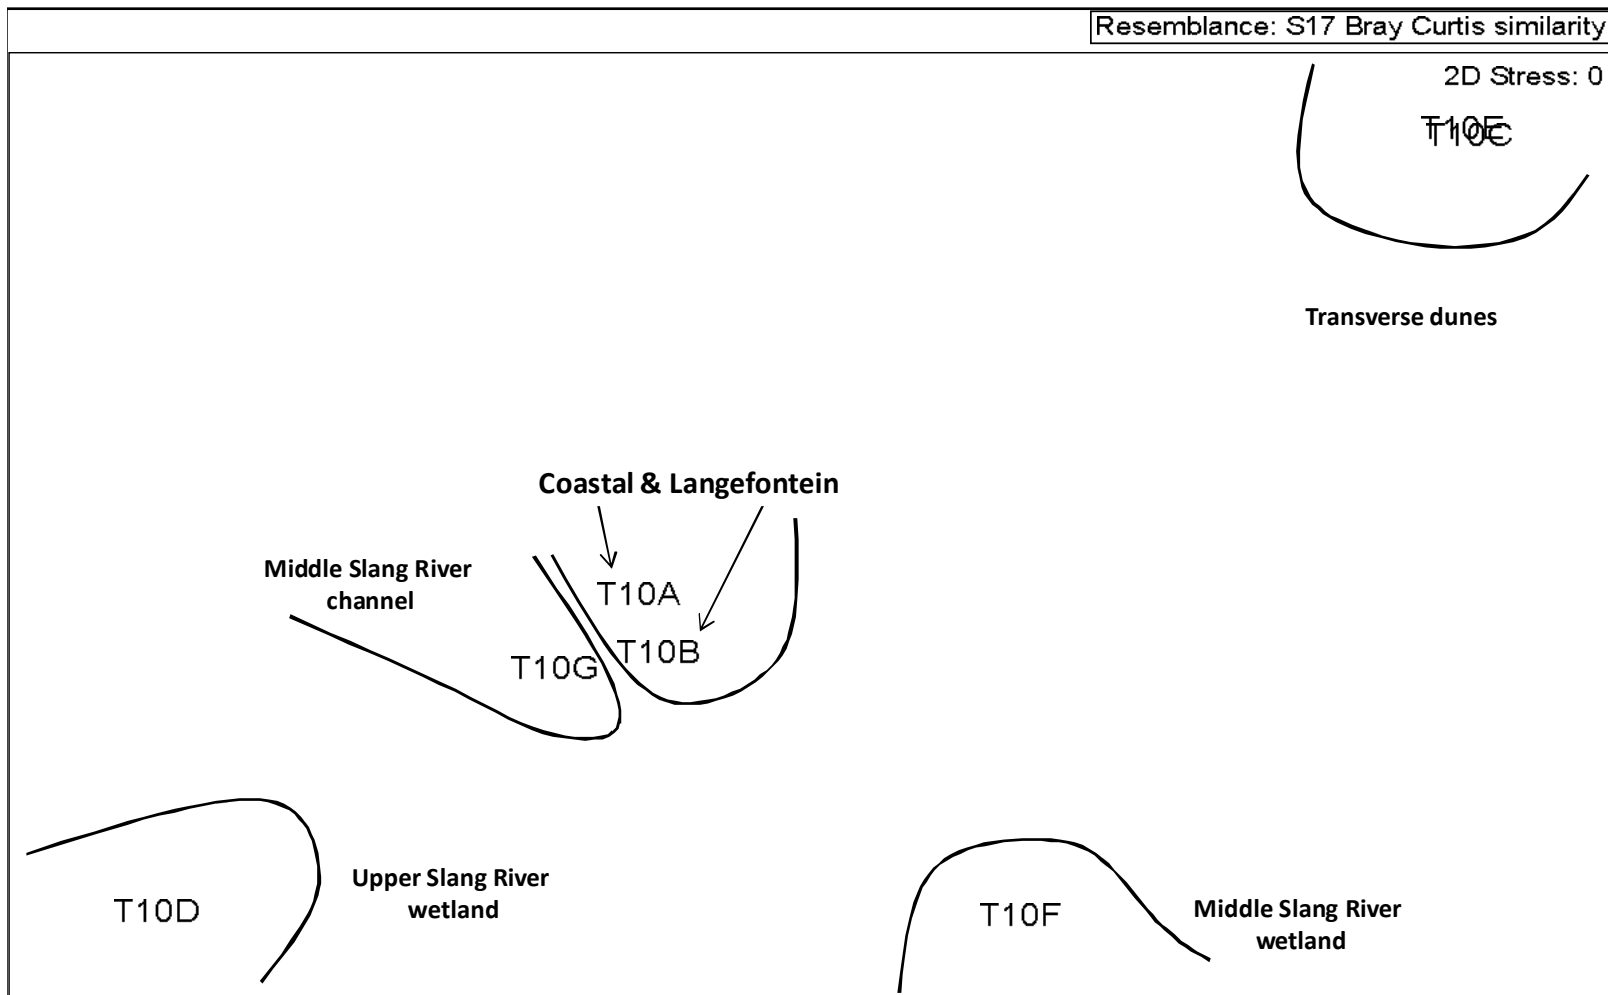 Resemblance: S17 Bray Curtis similarity
2D Stress: 0
T10E
T10C
Transverse dunes
Coastal & Langefontein
Middle Slang River
channel
T10A
T10B
T10G
Upper Slang River
wetland
T10D
T10F
Middle Slang River
wetland